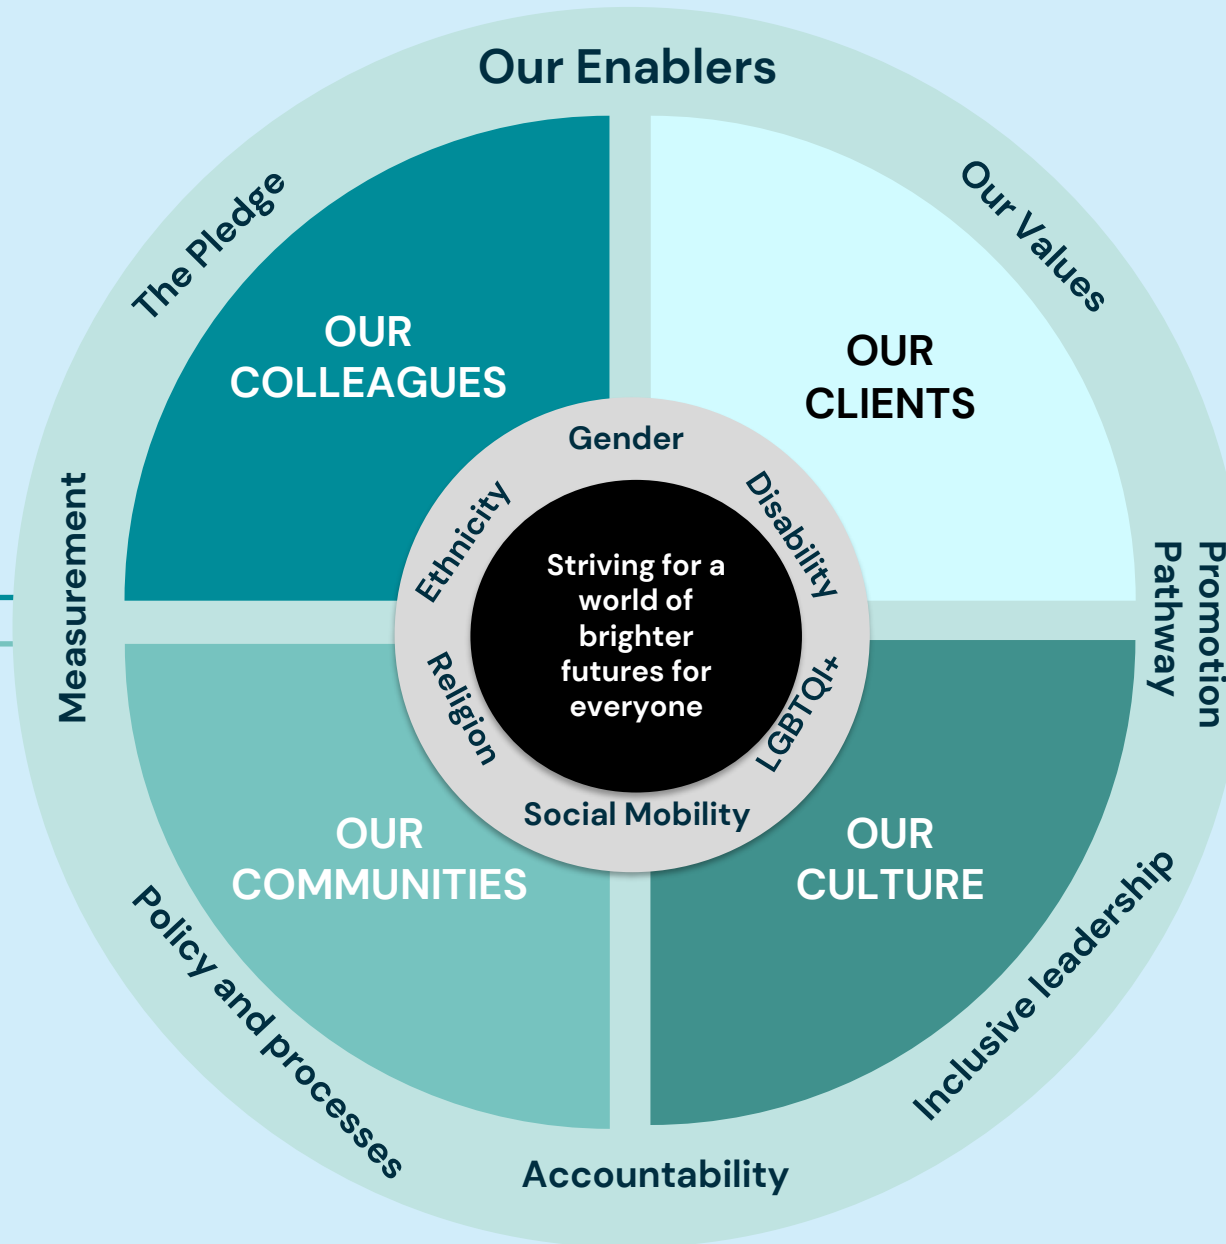 Our Enablers
The Pledge
Our Values
OUR
COLLEAGUES
OUR
CLIENTS
Gender
Ethnicity
Disability
Measurement
Promotion
Pathway
Striving for a
world of
brighter
futures for
everyone
Religion
LGBTQI+
Social Mobility
OUR
COMMUNITIES
OUR
CULTURE
Policy and processes
Inclusive leadership
Accountability